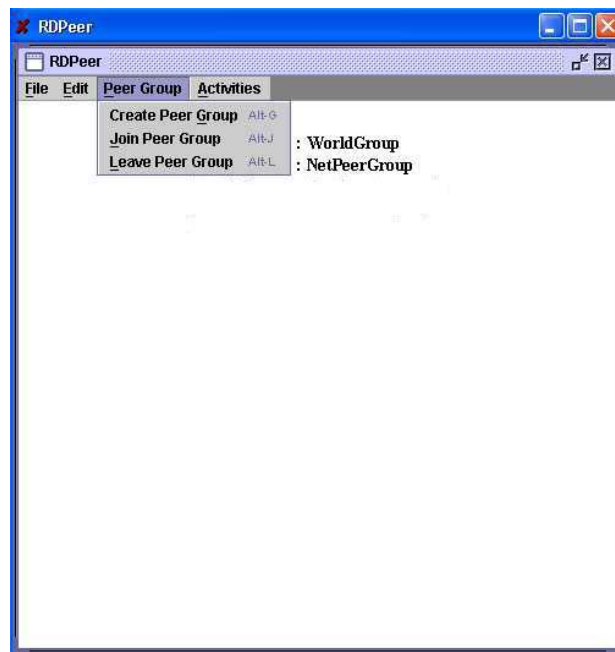 RDPeer
RDPeer
File Edit Peer Group Activities
Create Peer Group Alt-G
Join Peer Group Alt-J
: WorldGroup
Leave Peer Group Alt-L
: NetPeerGroup